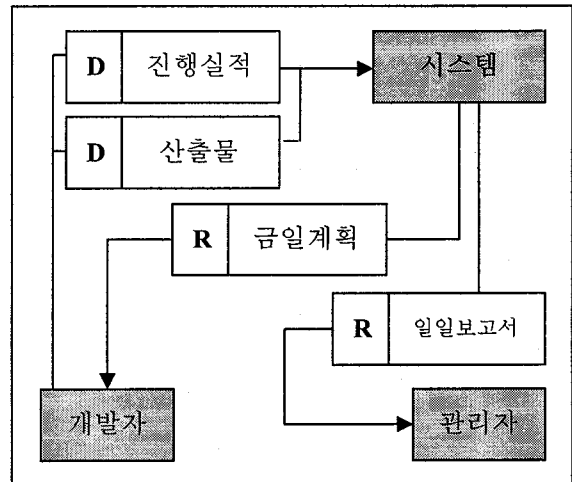 D 진행실적
시스템
D 산출물
R 금일계획
R 일일보고서
개발자
관리자